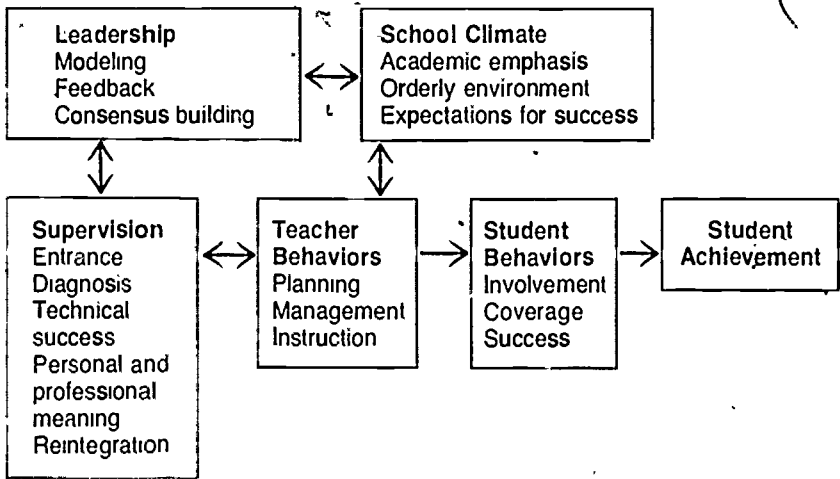 Leadership
Modeling
Feedback
Consensus building
School Climate
Academic emphasis
Orderly environment
Expectations for success
Supervision
Entrance
Diagnosis
Technical
success
Personal and
professional
meaning
Reintegration
Teacher
Behaviors
Planning
Management
Instruction
Student
Behaviors
Involvement
Coverage
Success
Student
Achievement